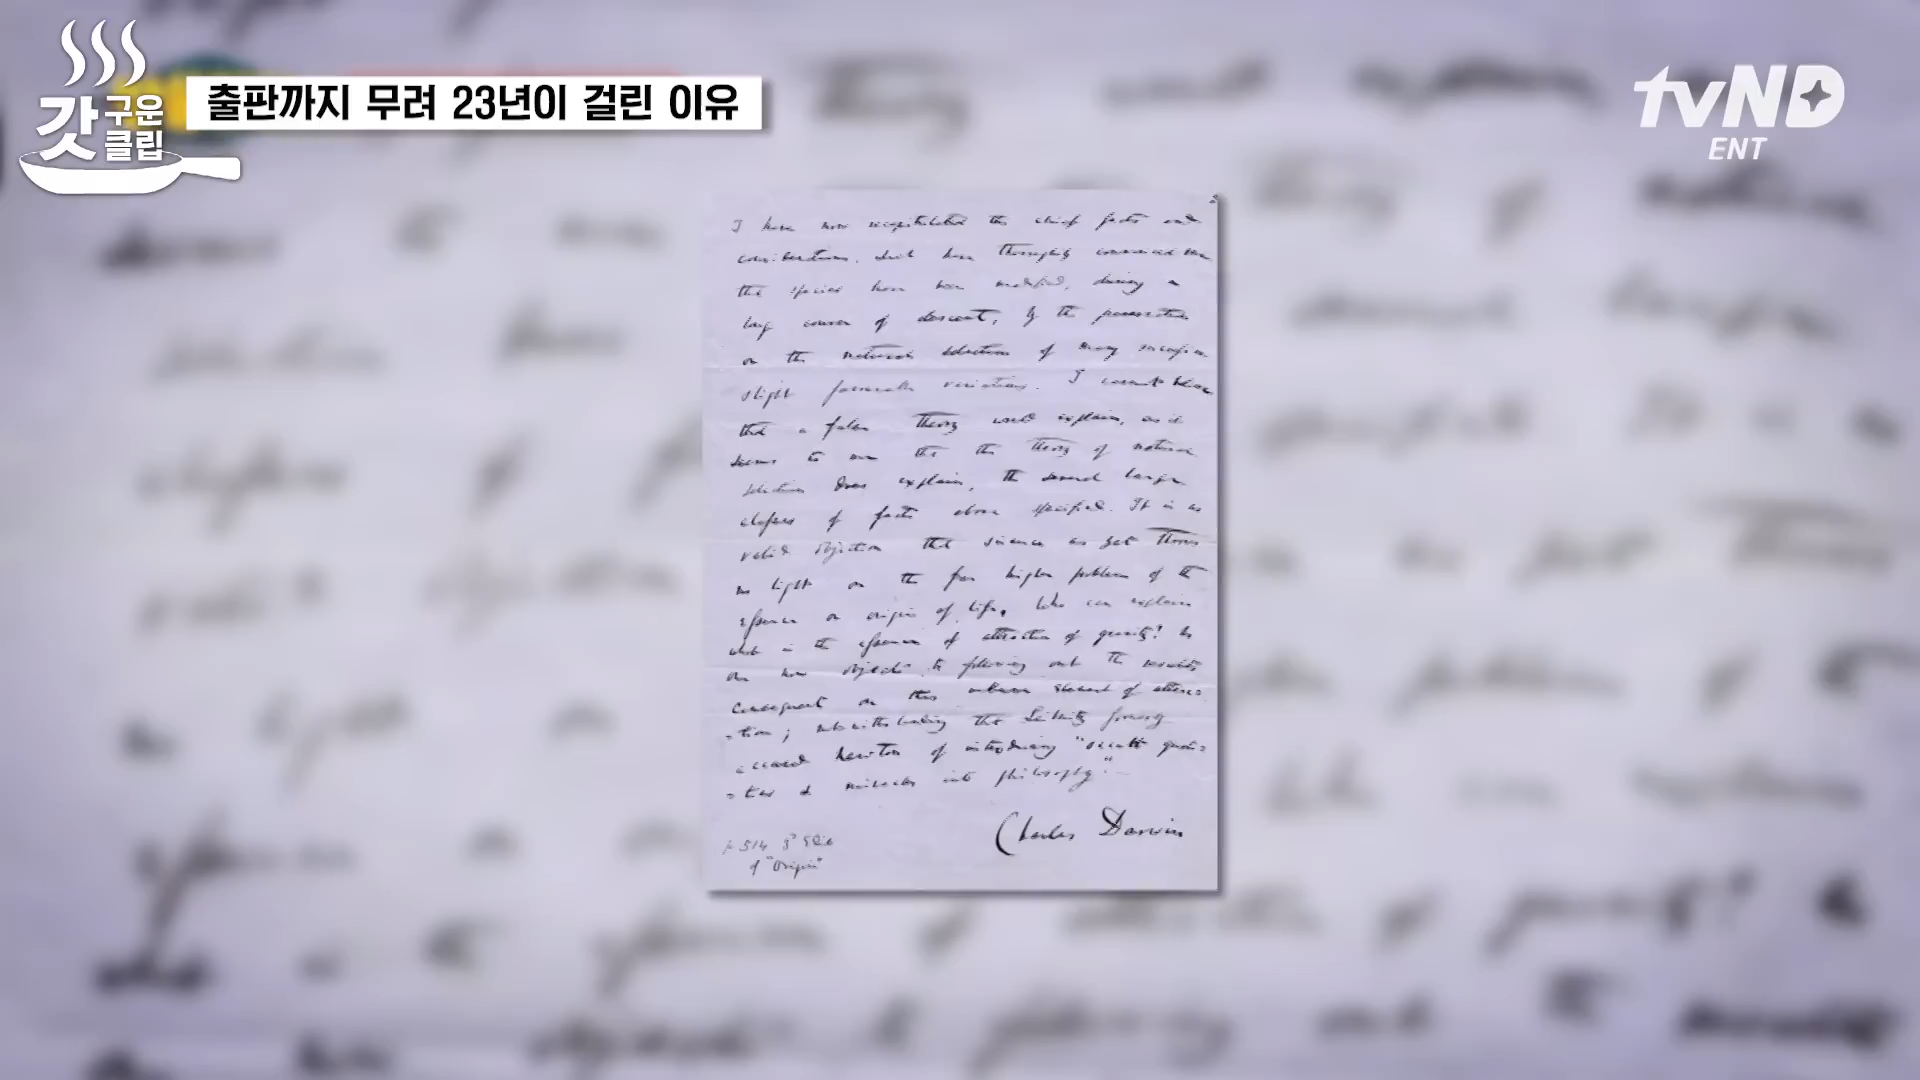 갓구운클립
출판까지 무려 23년이 걸린 이유
tvND
ENT
I have now recapitulated the chief facts and
considerations, which have thoroughly convinced me
that species have been modified, during a
long course of descent, by the preservation
or the natural selection of many successive
slight favourable variations. I cannot believe
that a false theory would explain, as it
seems to me that the theory of natural
selection does explain, the several large
classes of facts above specified. It is no
valid objection that science as yet throws
no light on the far higher problem of the
essence or origin of life. Who can explain
what is the essence of attraction of gravity? No
one now objects to following out the results
consequent on this unknown element of attrac-
-tion; notwithstanding that Leibnitz formerly
accused Newton of introducing "occult quali-
-ties & miracles into philosophy."
Charles Darwin
p 514 3d Edit
of "Origin"